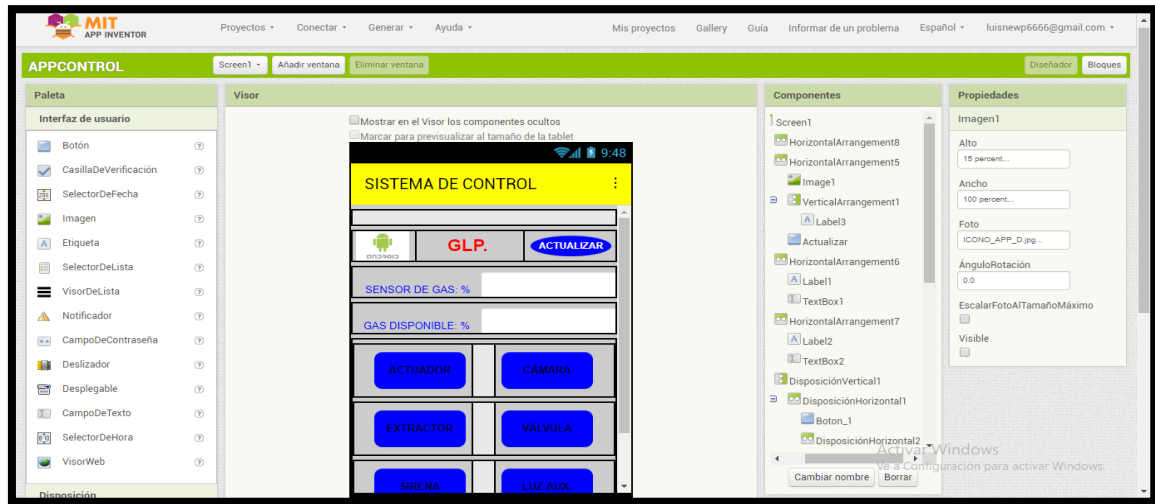 MIT
APP INVENTOR
Proyectos
Conectar
Generar
Ayuda
Mis proyectos
Gallery
Guía
Informar de un problema
Español
luisnewp6666@gmail.com
APPCONTROL
Screen1
Añadir ventana
Eliminar ventana
Diseñador
Bloques
Paleta
Interfaz de usuario
Botón
CasillaDeVerificación
SelectorDeFecha
Imagen
Etiqueta
SelectorDeLista
VisorDeLista
Notificador
CampoDeContraseña
Deslizador
Desplegable
CampoDeTexto
SelectorDeHora
VisorWeb
Disposición
Visor
Mostrar en el Visor los componentes ocultos
Marcar para previsualizar al tamaño de la tablet
9:48
SISTEMA DE CONTROL
ANDROID
GLP.
ACTUALIZAR
SENSOR DE GAS: %
GAS DISPONIBLE: %
ACTUADOR
CAMARA
EXTRACTOR
VALVULA
SIRENA
LUZ AUX.
Componentes
Screen1
HorizontalArrangement8
HorizontalArrangement5
Image1
VerticalArrangement1
Label3
Actualizar
HorizontalArrangement6
Label1
TextBox1
HorizontalArrangement7
Label2
TextBox2
DisposiciónVertical1
DisposiciónHorizontal1
Boton_1
DisposiciónHorizontal2
Cambiar nombre
Borrar
Propiedades
Imagen1
Alto
15 percent...
Ancho
100 percent...
Foto
ICONO_APP_D.jpg...
ÁnguloRotación
0.0
EscalarFotoAlTamañoMáximo
Visible
Activar Windows
Ve a Configuración para activar Windows.